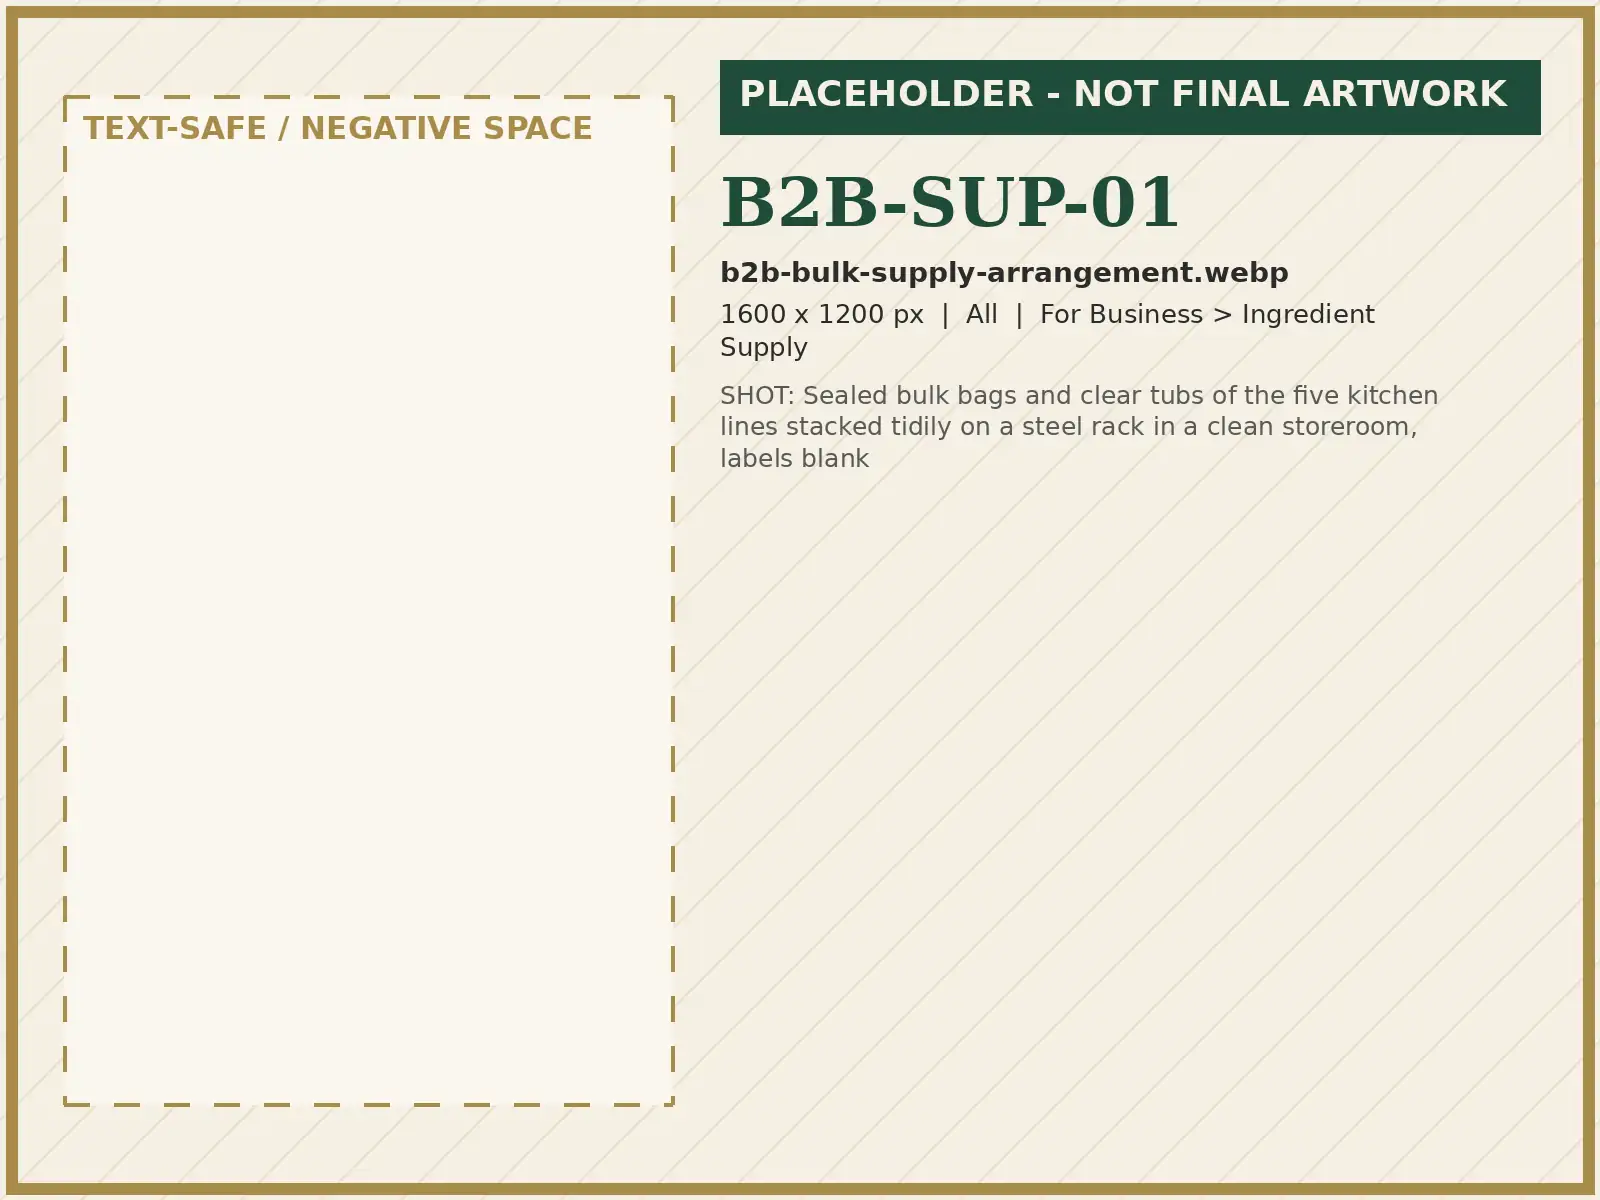 TEXT-SAFE / NEGATIVE SPACE
PLACEHOLDER - NOT FINAL ARTWORK
B2B-SUP-01
b2b-bulk-supply-arrangement.webp
1600 x 1200 px | All | For Business > Ingredient
Supply
SHOT: Sealed bulk bags and clear tubs of the five kitchen
lines stacked tidily on a steel rack in a clean storeroom,
labels blank